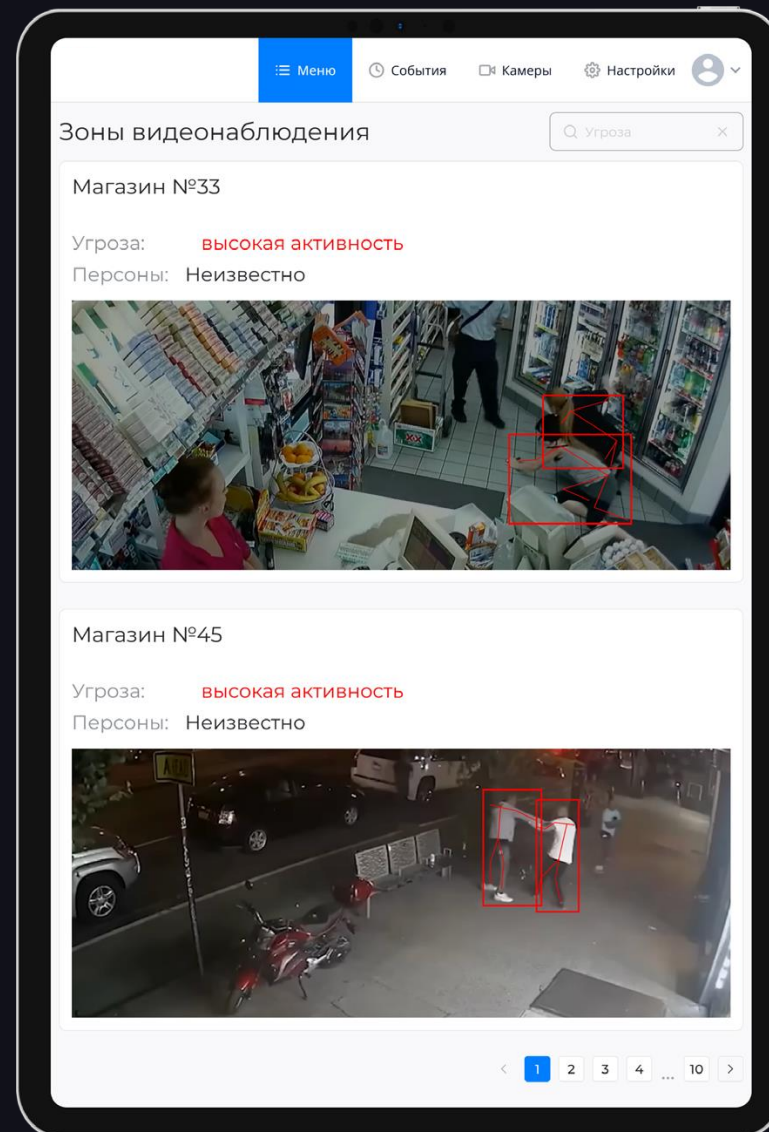 Меню События Камеры Настройки
Зоны видеонаблюдения
Угроза
Магазин №33
Угроза: высокая активность
Персоны: Неизвестно
XX
Магазин №45
Угроза: высокая активность
Персоны: Неизвестно
1 2 3 4 ... 10